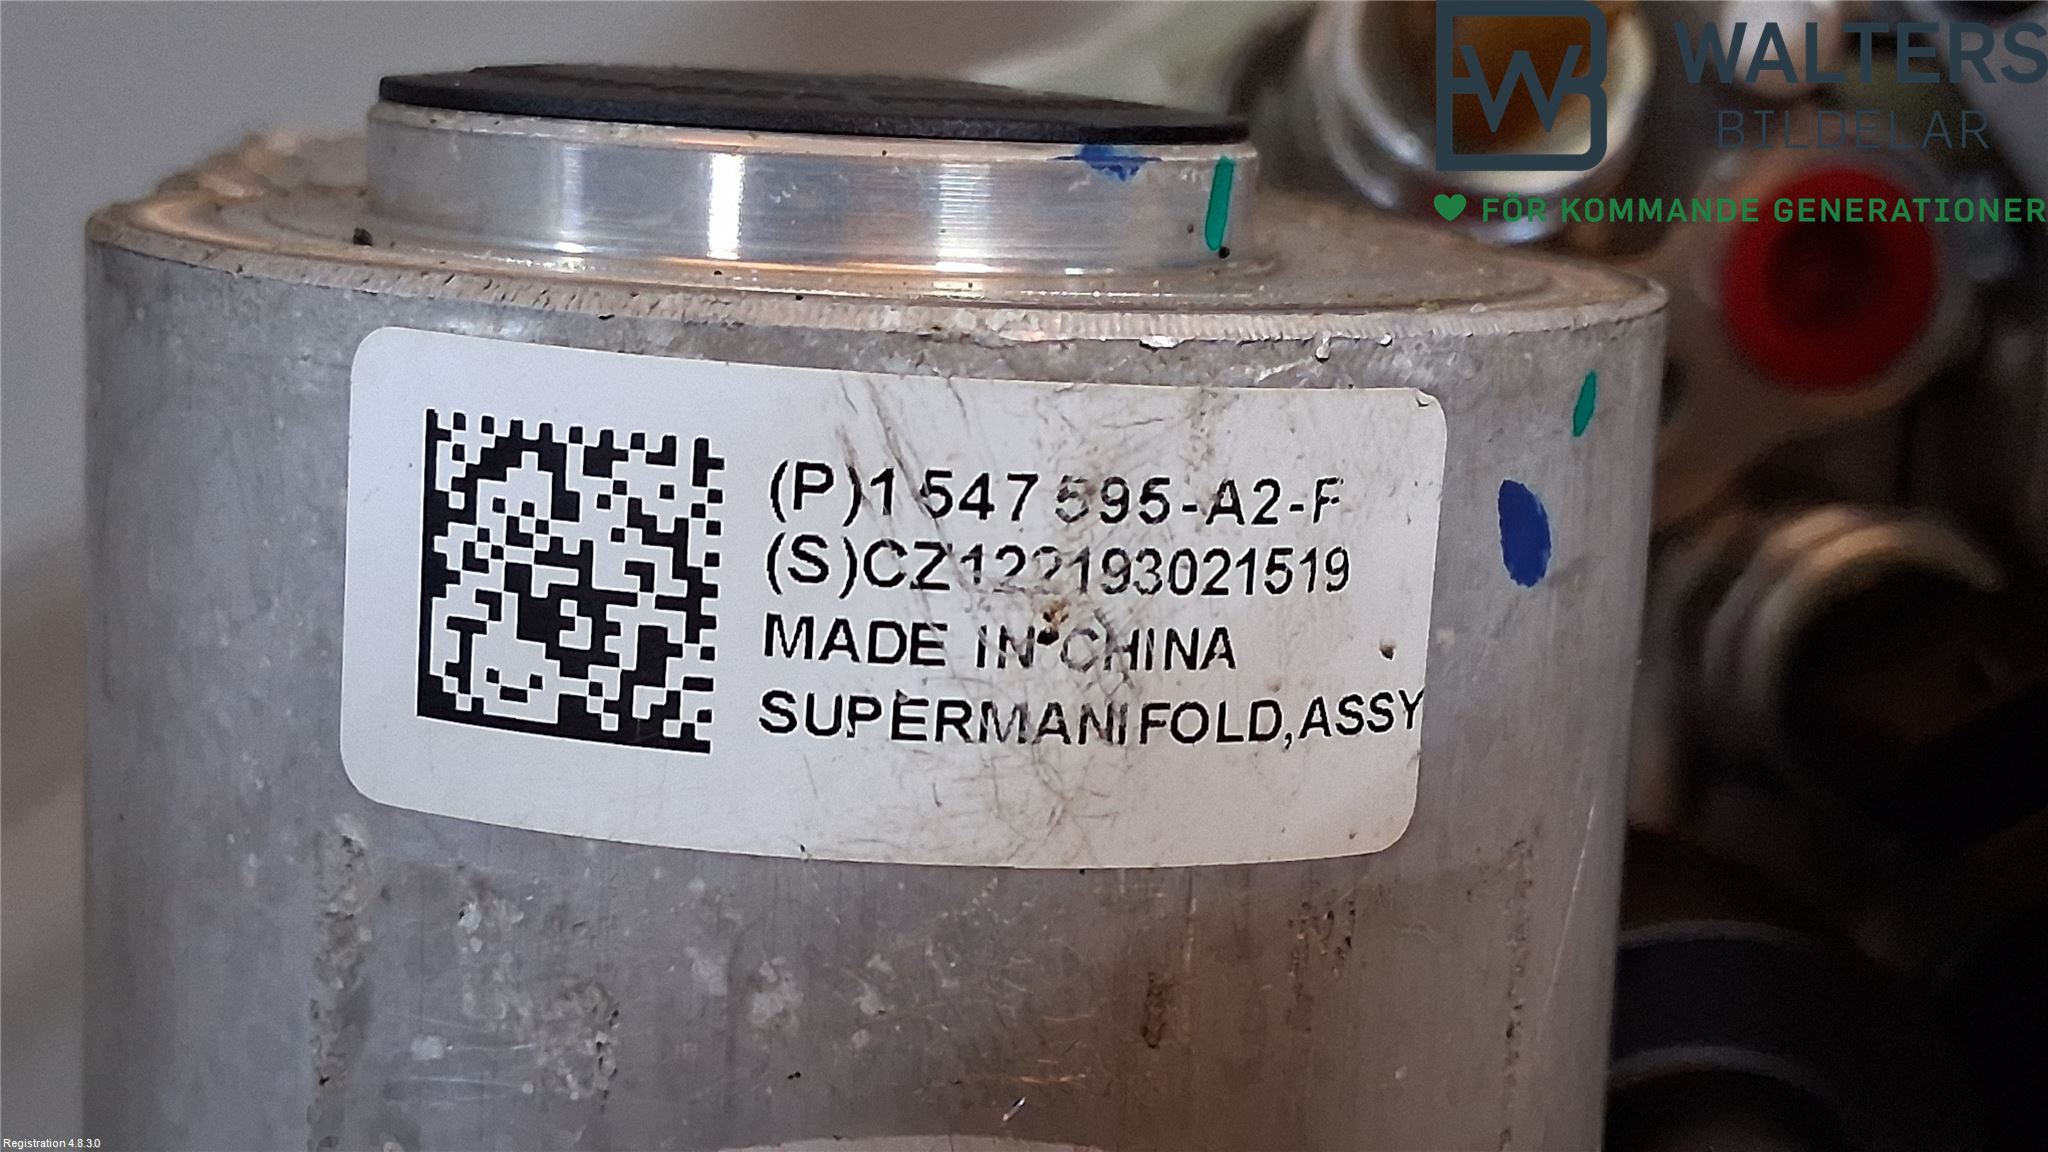 WALTERS
BILDELAR
FÖR KOMMANDE GENERATIONER
(P)1547595-A2-F
(S)CZ122193021519
MADE IN CHINA
SUPERMANIFOLD,ASSY
Registration 4.8.3.0